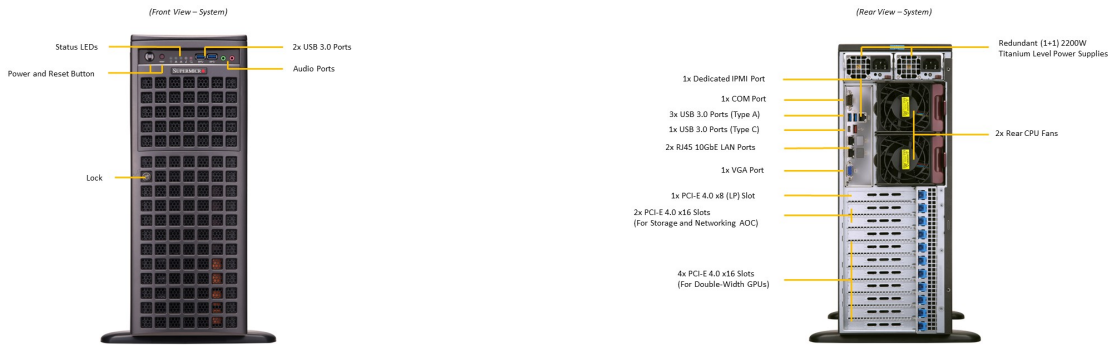 (Front View – System)
Status LEDs
2x USB 3.0 Ports
Power and Reset Button
Audio Ports
SUPERMICRO
Lock
(Rear View – System)
Redundant (1+1) 2200W
Titanium Level Power Supplies
1x Dedicated IPMI Port
1x COM Port
3x USB 3.0 Ports (Type A)
1x USB 3.0 Ports (Type C)
2x Rear CPU Fans
2x RJ45 10GbE LAN Ports
1x VGA Port
1x PCI-E 4.0 x8 (LP) Slot
2x PCI-E 4.0 x16 Slots
(For Storage and Networking AOC)
4x PCI-E 4.0 x16 Slots
(For Double-Width GPUs)